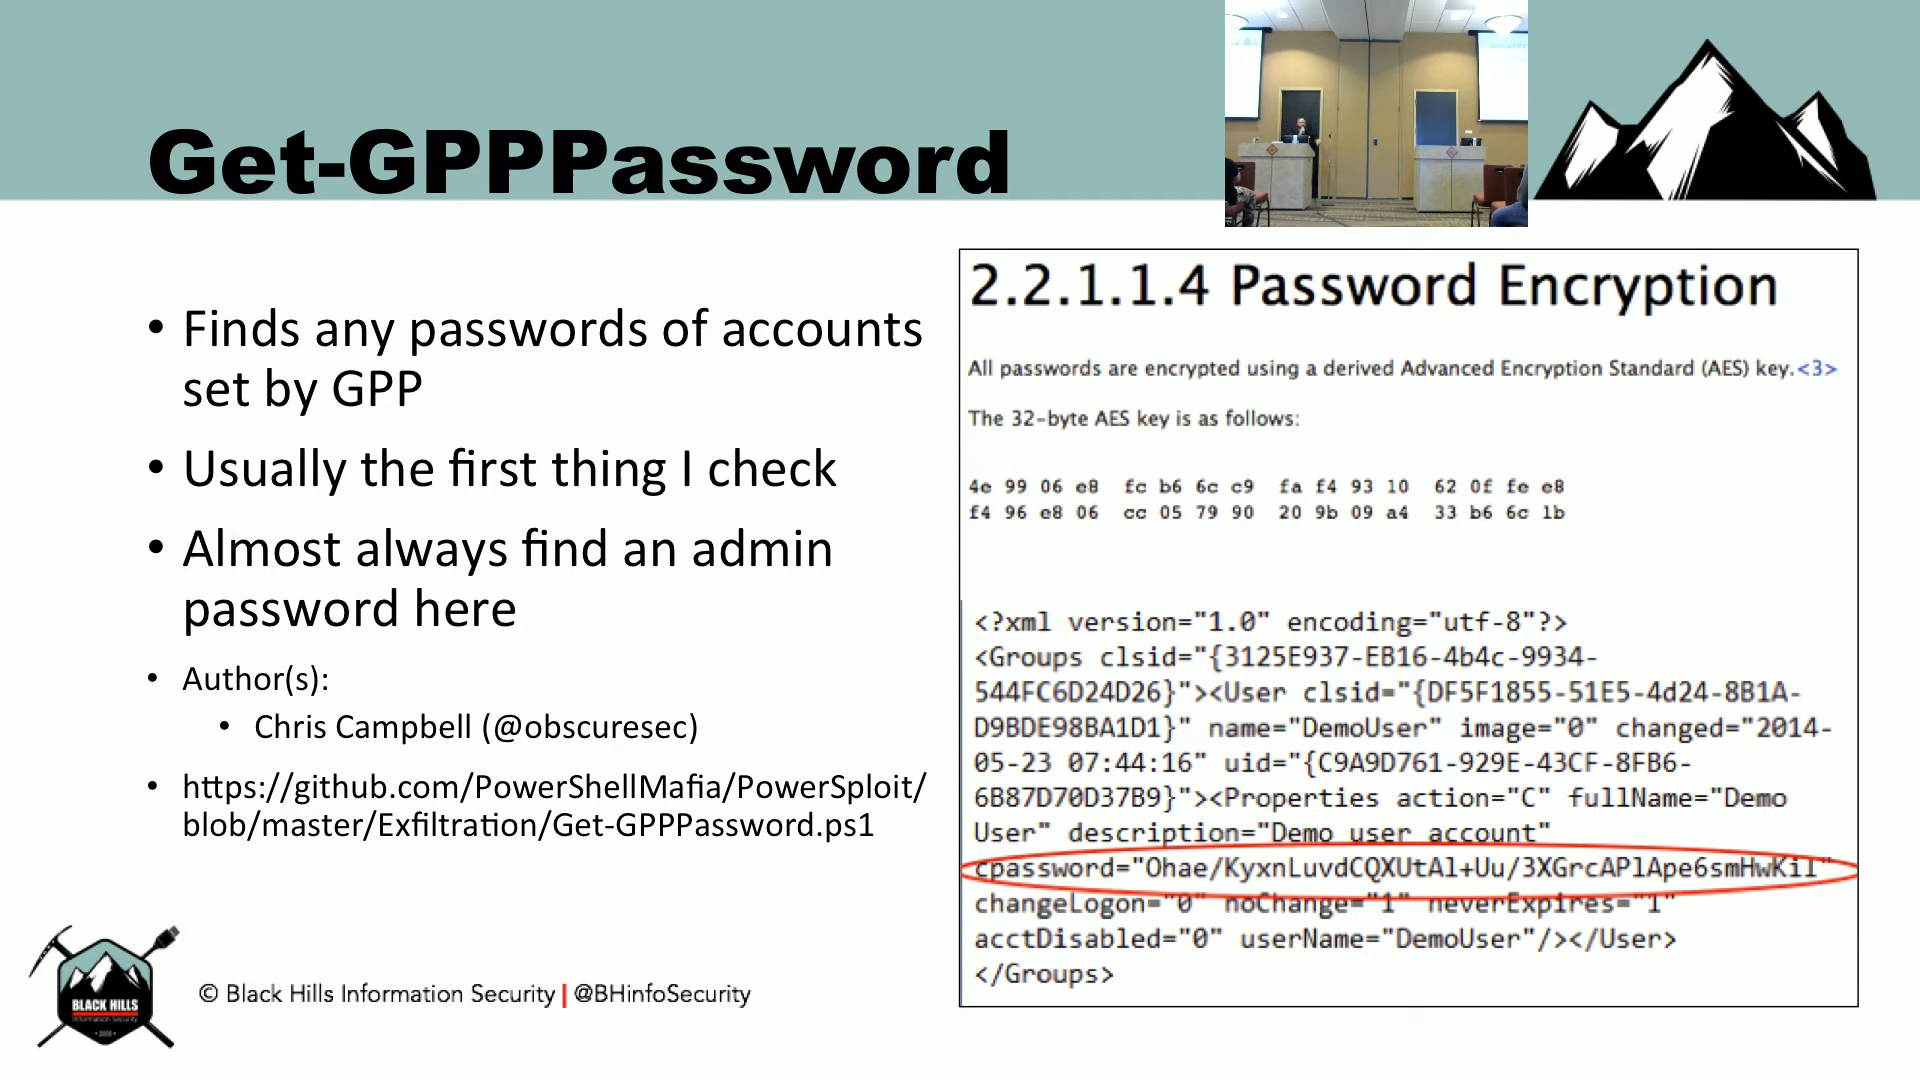 Get-GPPPassword
• Finds any passwords of accounts
set by GPP
• Usually the first thing I check
• Almost always find an admin
password here
• Author(s):
• Chris Campbell (@obscuresec)
• https://github.com/PowerShellMafia/PowerSploit/
blob/master/Exfiltration/Get-GPPPassword.ps1
2.2.1.1.4 Password Encryption
All passwords are encrypted using a derived Advanced Encryption Standard (AES) key.<3>
The 32-byte AES key is as follows:
4e 99 06 e8 fc b6 6c c9 fa f4 93 10 62 0f fe e8
f4 96 e8 06 cc 05 79 90 20 9b 09 a4 33 b6 6c 1b
<?xml version="1.0" encoding="utf-8"?>
<Groups clsid="{3125E937-EB16-4b4c-9934-
544FC6D24D26}"><User clsid="{DF5F1855-51E5-4d24-8B1A-
D9BDE98BA1D1}" name="DemoUser" image="0" changed="2014-
05-23 07:44:16" uid="{C9A9D761-929E-43CF-8FB6-
6B87D70D37B9}"><Properties action="C" fullName="Demo
User" description="Demo user account"
cpassword="Ohae/KyxnLuvdCQXUtAl+Uu/3XGrcAPlApe6smHwKiI"
changeLogon="0" noChange="1" neverExpires="1"
acctDisabled="0" userName="DemoUser"/></User>
</Groups>
BLACK HILLS
Information Security
• 2008 •
© Black Hills Information Security | @BHinfoSecurity